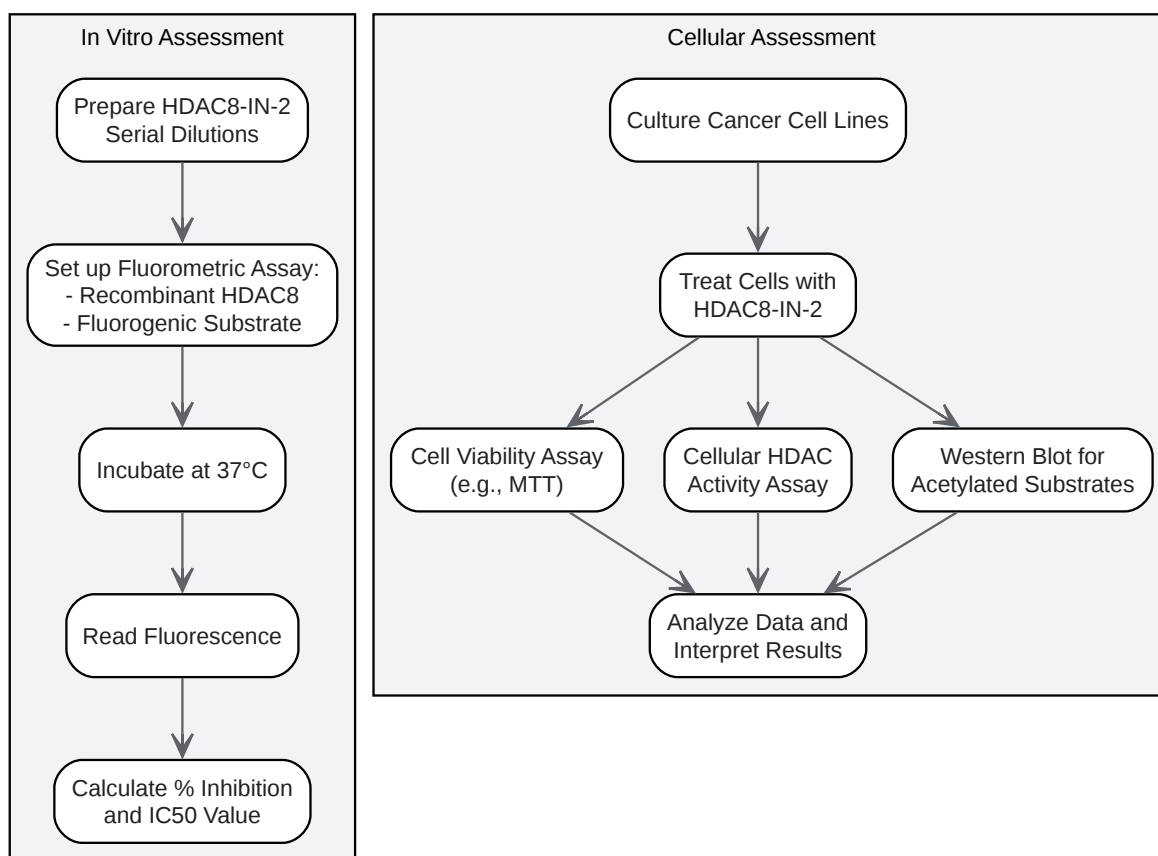 In Vitro Assessment
Prepare HDAC8-IN-2
Serial Dilutions
Set up Fluorometric Assay:
- Recombinant HDAC8
- Fluorogenic Substrate
Incubate at 37°C
Read Fluorescence
Calculate % Inhibition
and IC50 Value
Cellular Assessment
Culture Cancer Cell Lines
Treat Cells with
HDAC8-IN-2
Cell Viability Assay
(e.g., MTT)
Cellular HDAC
Activity Assay
Western Blot for
Acetylated Substrates
Analyze Data and
Interpret Results